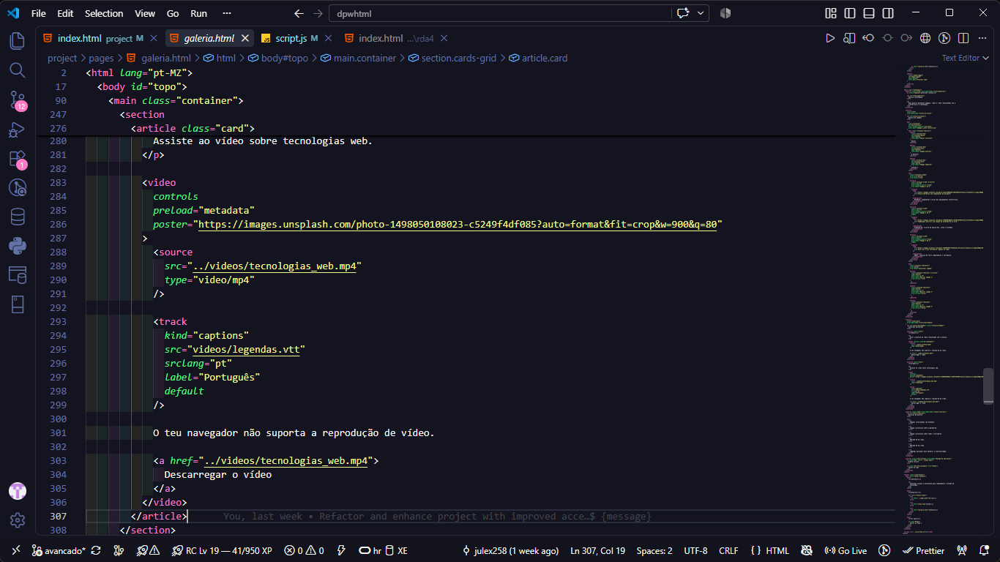 File Edit Selection View Go Run ··· dpwhtml
index.html project M galeria.html script.js M index.html ...\rda4
project > pages > galeria.html > html > body#topo > main.container > section.cards-grid > article.card Text Editor
2 <html lang="pt-MZ">
17 <body id="topo">
90 <main class="container">
247 <section
276 <article class="card">
280 Assiste ao vídeo sobre tecnologias web.
281 </p>
282
283 <video
284 controls
285 preload="metadata"
286 poster="https://images.unsplash.com/photo-1498050108023-c5249f4df085?auto=format&fit=crop&w=900&q=80"
287 >
288 <source
289 src="../videos/tecnologias_web.mp4"
290 type="video/mp4"
291 />
292
293 <track
294 kind="captions"
295 src="videos/legendas.vtt"
296 srclang="pt"
297 label="Português"
298 default
299 />
300
301 O teu navegador não suporta a reprodução de vídeo.
302
303 <a href="../videos/tecnologias_web.mp4">
304 Descarregar o vídeo
305 </a>
306 </video>
307 </article> You, last week • Refactor and enhance project with improved acce…$ {message}
308 </section>
12
1
avancado* RC Lv 19 — 41/950 XP 0 0 hr XE julex258 (1 week ago) Ln 307, Col 19 Spaces: 2 UTF-8 CRLF { } HTML Go Live Prettier